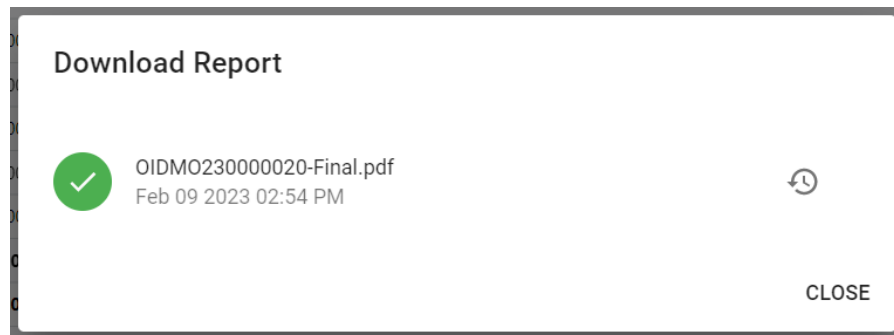 Download Report
OIDMO230000020-Final.pdf
Feb 09 2023 02:54 PM
CLOSE